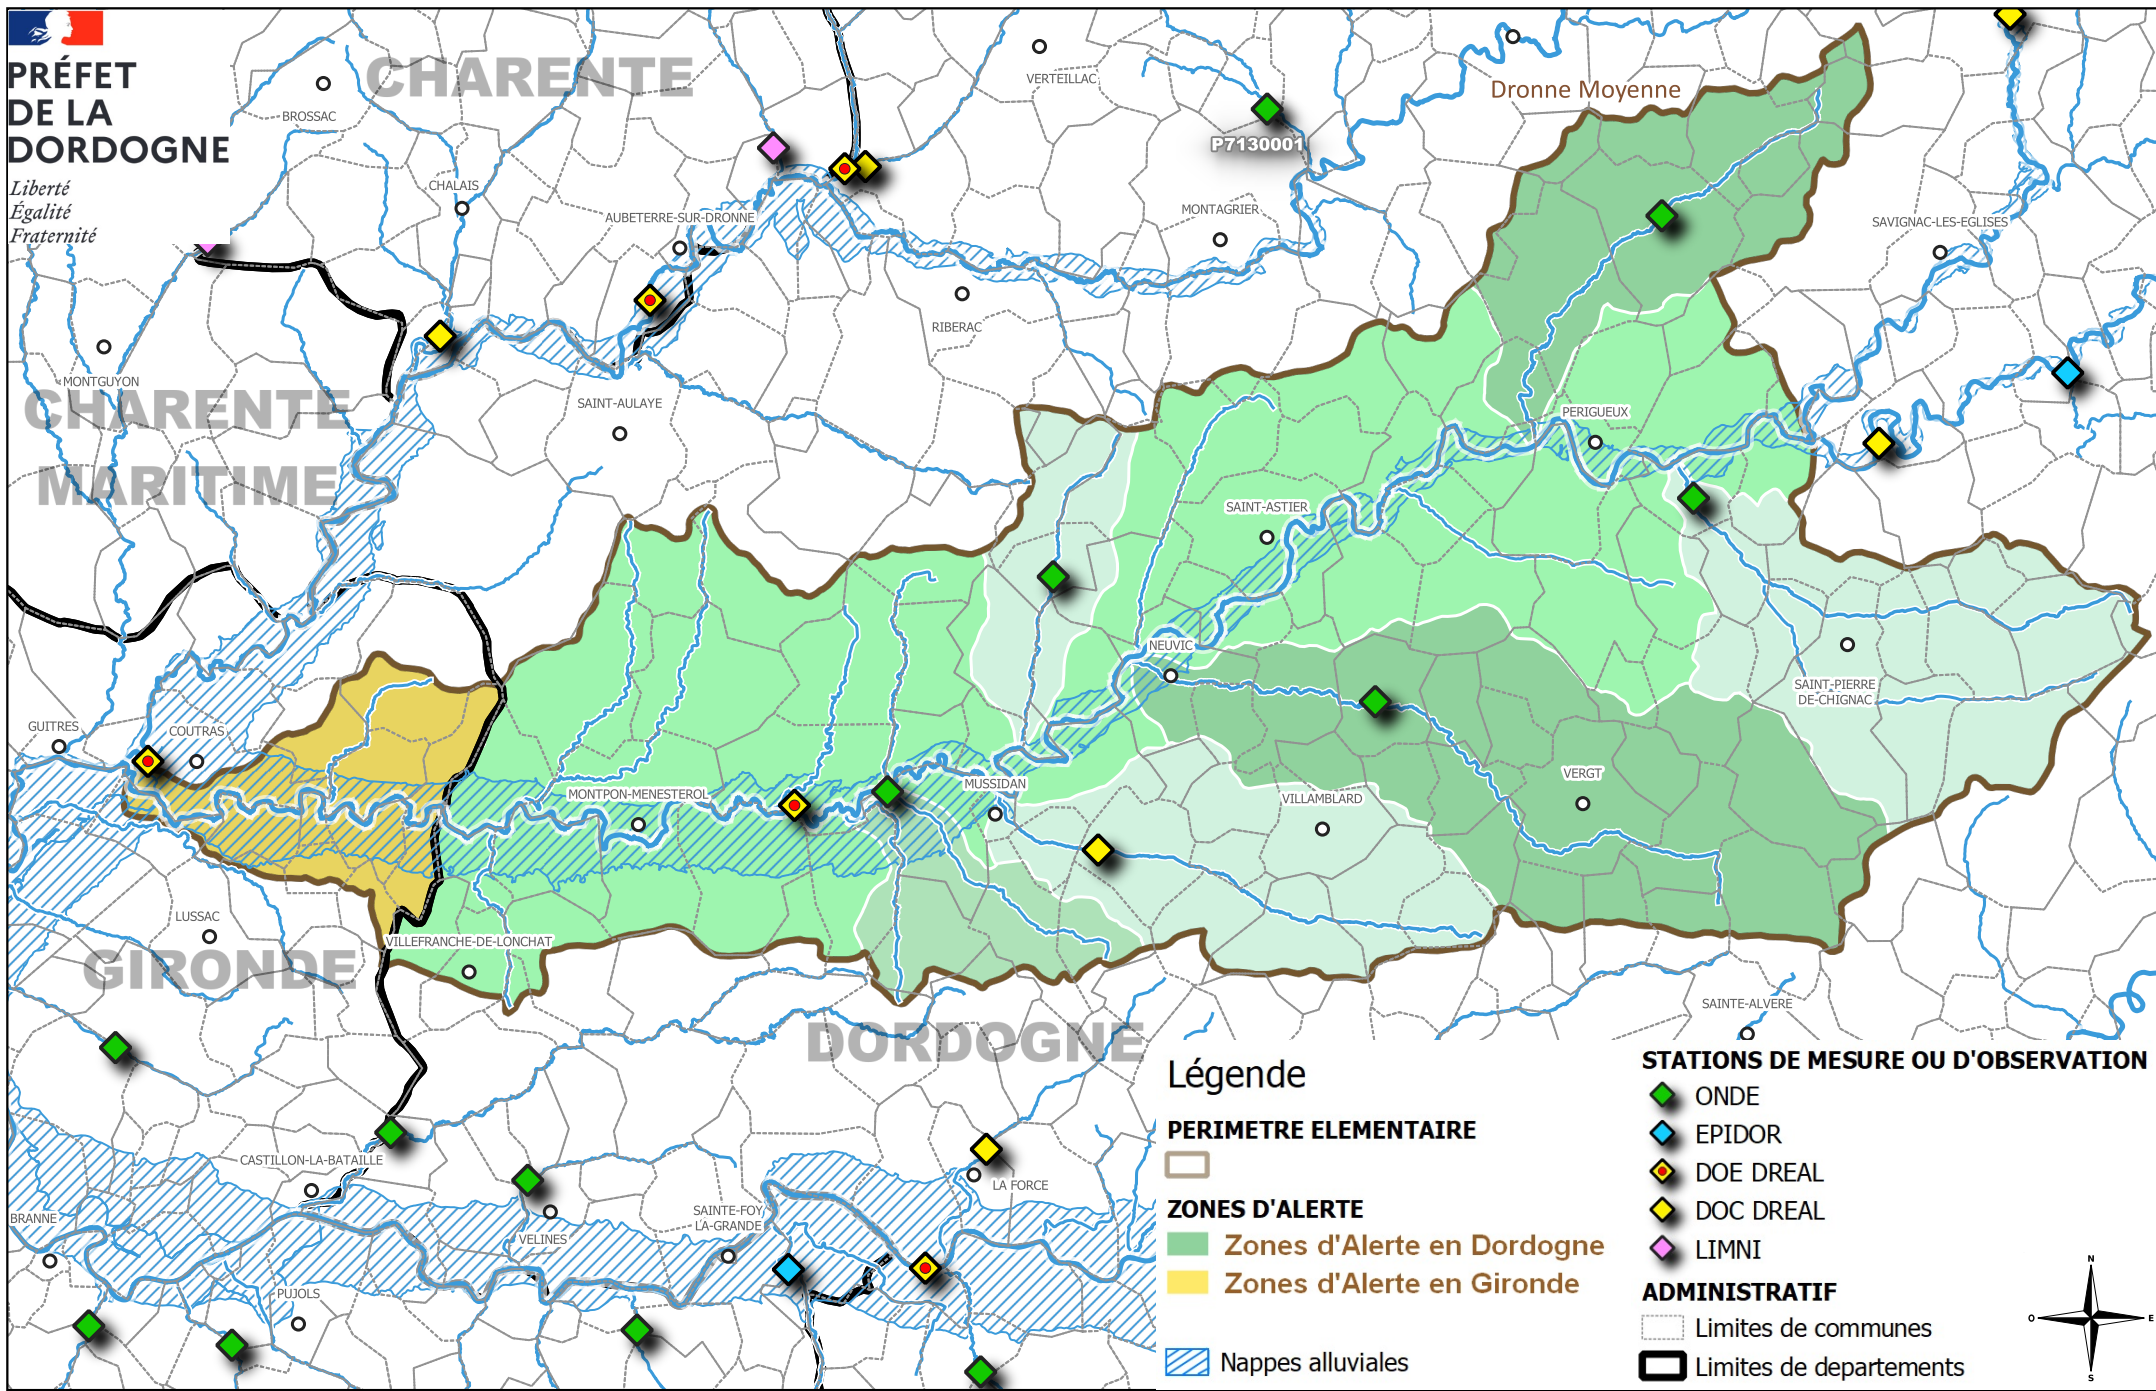 PRÉFET
DE LA
DORDOGNE
Liberté
Égalité
Fraternité
CHARENTE
VERTEILLAC
Dronne Moyenne
BROSSAC
P7130001
CHALAIS
AUBETERRE-SUR-DRONNE
MONTAGRIER
SAVIGNAC-LES-EGLISES
RIBERAC
MONTGUYON
CHARENTE
MARITIME
SAINT-AULAYE
PERIGUEUX
SAINT-ASTIER
NEUVIC
SAINT-PIERRE
DE-CHIGNAC
GUITRES
COUTRAS
MONTPON-MENESTEROL
MUSSIDAN
VILLAMBLARD
VERGT
LUSSAC
VILLEFRANCHE-DE-LONCHAT
GIRONDE
SAINTE-ALVERE
DORDOGNE
CASTILLON-LA-BATAILLE
LA FORCE
BRANNE
VELINES
SAINTE-FOY
LA-GRANDE
PUJOLS
Légende
PERIMETRE ELEMENTAIRE
ZONES D'ALERTE
Zones d'Alerte en Dordogne
Zones d'Alerte en Gironde
Nappes alluviales
STATIONS DE MESURE OU D'OBSERVATION
ONDE
EPIDOR
DOE DREAL
DOC DREAL
LIMNI
ADMINISTRATIF
Limites de communes
Limites de departements
N
O
E
S